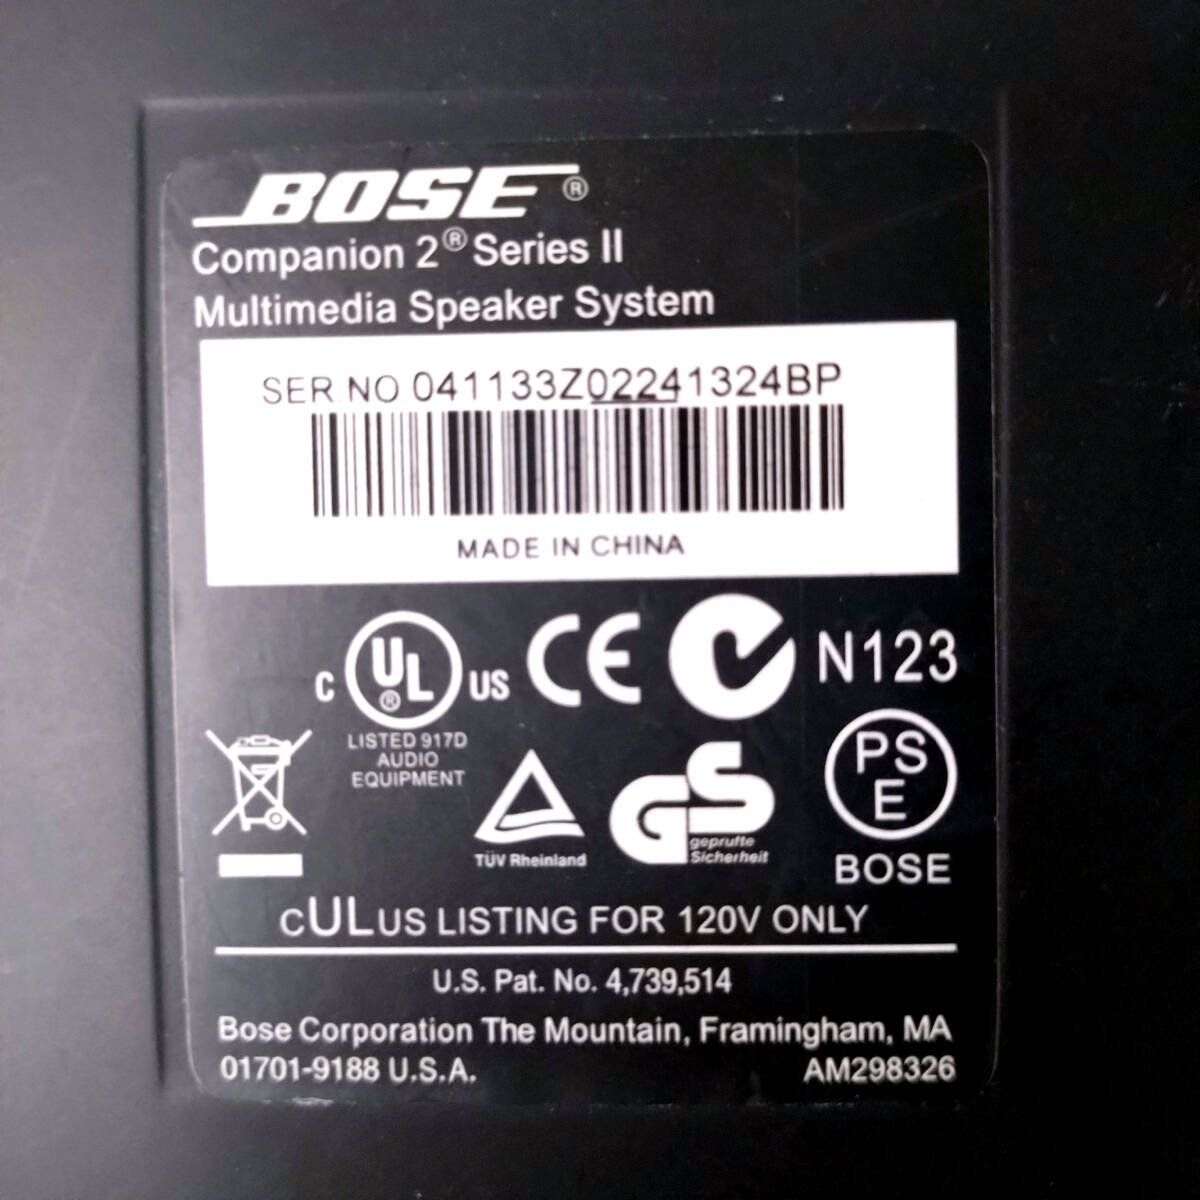 BOSE®
Companion 2® Series II
Multimedia Speaker System
SER.NO 041133Z02241324BP
MADE IN CHINA
C UL® US CE N123
LISTED 917D
AUDIO
EQUIPMENT
TÜV Rheinland
GS
geprüfte
Sicherheit
PS
E
BOSE
CULUS LISTING FOR 120V ONLY
U.S. Pat. No. 4,739,514
Bose Corporation The Mountain, Framingham, MA
01701-9188 U.S.A. AM298326